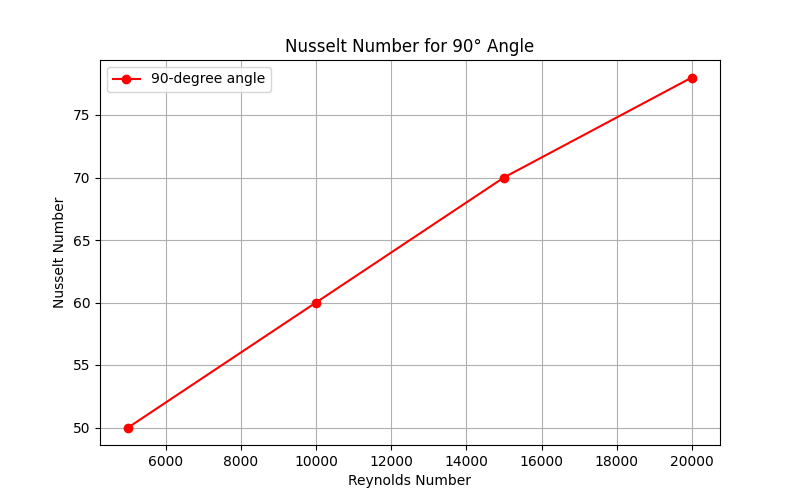 Nusselt Number for 90° Angle
90-degree angle
Nusselt Number
75
70
65
60
55
50
6000 8000 10000 12000 14000 16000 18000 20000
Reynolds Number